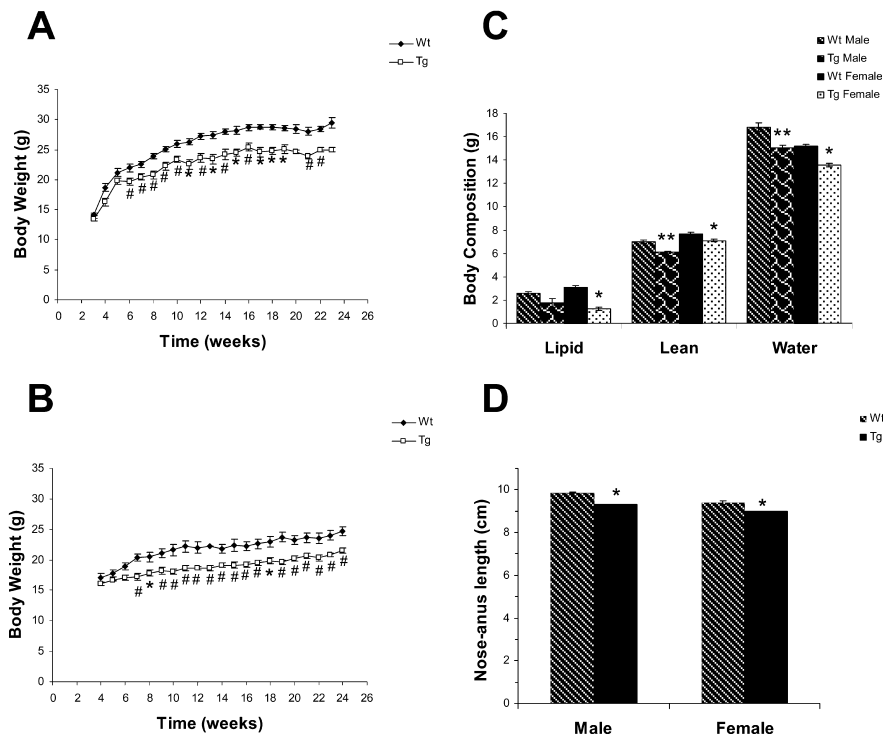 A
Wt
Tg
Body Weight (g)
35
30
25
20
15
10
5
0
# # # # # * # * # * # * * * # #
0 2 4 6 8 10 12 14 16 18 20 22 24 26
Time (weeks)
C
Wt Male
Tg Male
Wt Female
Tg Female
Body Composition (g)
18
16
14
12
10
8
6
4
2
0
*
** *
** *
Lipid Lean Water
B
Wt
Tg
Body Weight (g)
35
30
25
20
15
10
5
0
# * # # # # # # # # # * # # # # # #
0 2 4 6 8 10 12 14 16 18 20 22 24 26
Time (weeks)
D
Wt
Tg
Nose-anus length (cm)
10
8
6
4
2
0
* *
Male Female